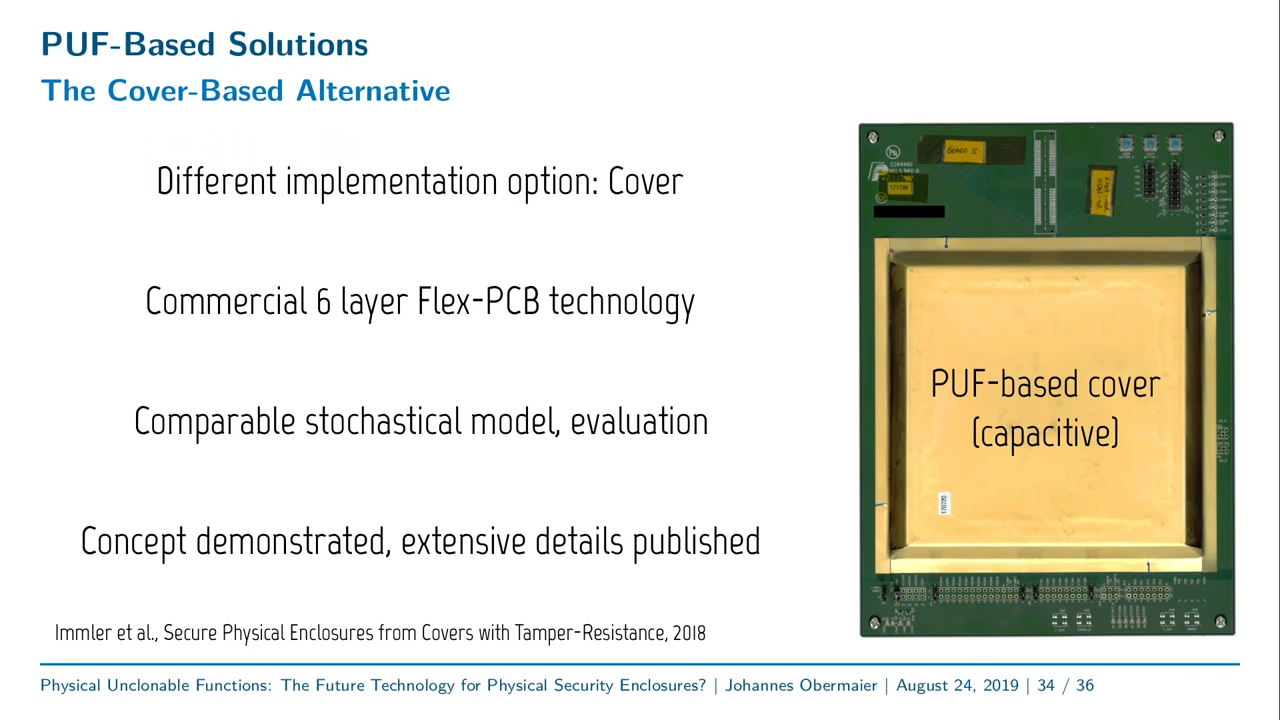 PUF-Based Solutions
The Cover-Based Alternative
Different implementation option: Cover
Commercial 6 layer Flex-PCB technology
Comparable stochastical model, evaluation
Concept demonstrated, extensive details published
Immler et al., Secure Physical Enclosures from Covers with Tamper-Resistance, 2018
PUF-based cover
(capacitive)
171700
170720
Physical Unclonable Functions: The Future Technology for Physical Security Enclosures? | Johannes Obermaier | August 24, 2019 | 34 / 36